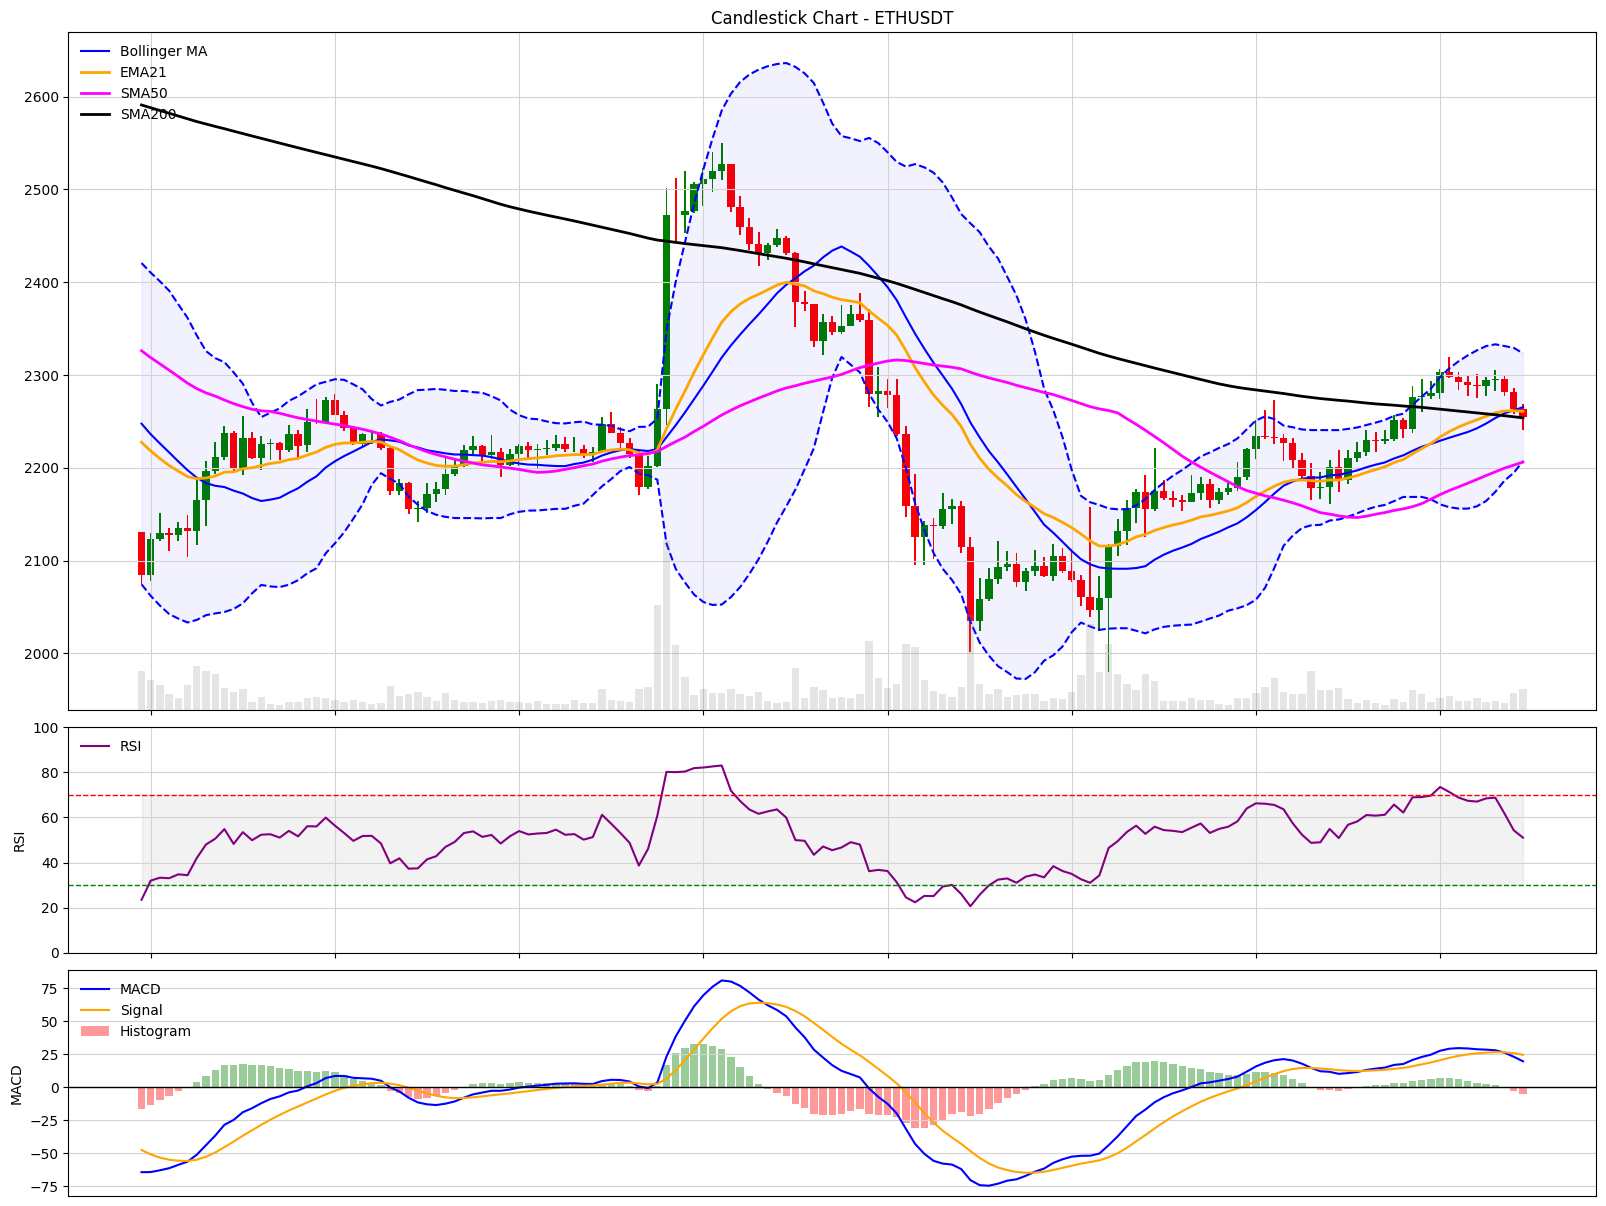 Candlestick Chart - ETHUSDT
Bollinger MA
EMA21
SMA50
SMA200
2600
2500
2400
2300
2200
2100
2000
RSI
100
80
60
40
20
0
RSI
MACD
Signal
Histogram
75
50
25
0
−25
−50
−75
MACD